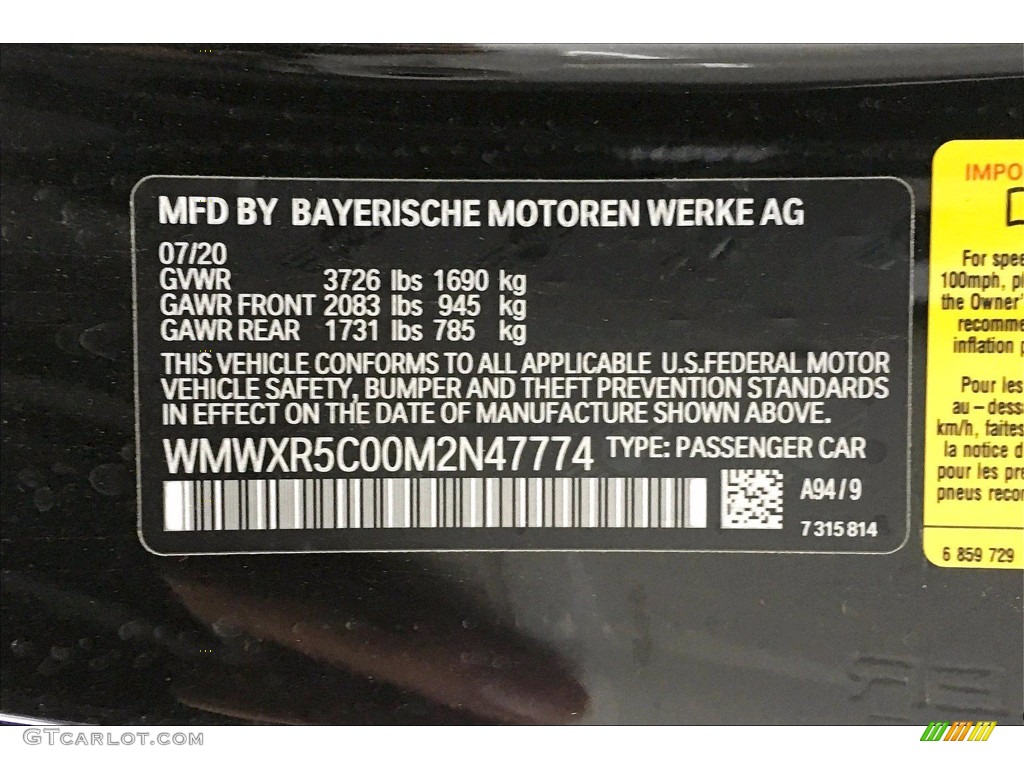 MFD BY BAYERISCHE MOTOREN WERKE AG
07/20
GVWR 3726 lbs 1690 kg
GAWR FRONT 2083 lbs 945 kg
GAWR REAR 1731 lbs 785 kg
THIS VEHICLE CONFORMS TO ALL APPLICABLE U.S.FEDERAL MOTOR
VEHICLE SAFETY, BUMPER AND THEFT PREVENTION STANDARDS
IN EFFECT ON THE DATE OF MANUFACTURE SHOWN ABOVE.
WMWXR5C00M2N47774 TYPE: PASSENGER CAR
A94/9
7315814
IMPO
For spee
100mph, pl
the Owner'
recomme
inflation p
Pour les
au-dess
km/h, faites
la notice d
pour les pre
pneus recor
6 859 729
GTCARLOT.COM